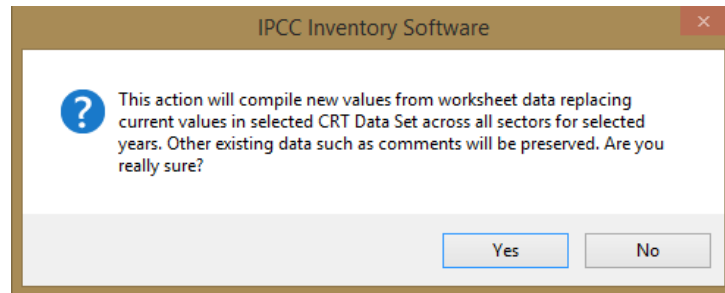 IPCC Inventory Software
This action will compile new values from worksheet data replacing
current values in selected CRT Data Set across all sectors for selected
years. Other existing data such as comments will be preserved. Are you
really sure?
Yes No